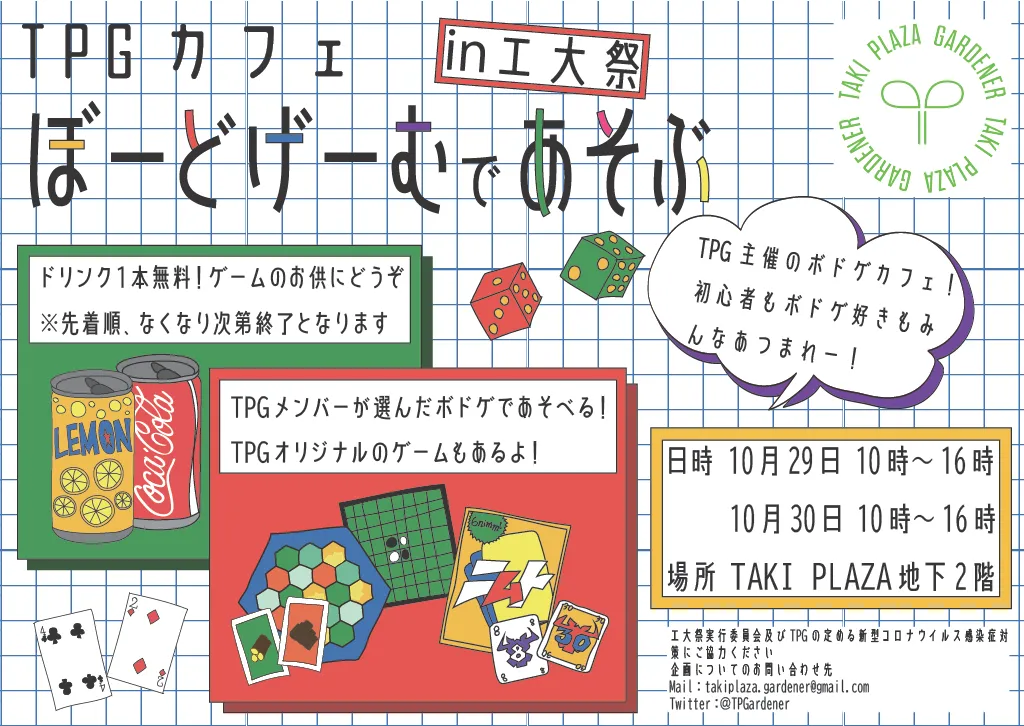 TPGカフェ
in工大祭
ぼーどげーむであそぶ
TAKI PLAZA GARDENER TAKI PLAZA GARDENER
TPG主催のボドゲカフェ!
初心者もボドゲ好きもみ
んなあつまれー!
ドリンク1本無料!ゲームのお供にどうぞ
※先着順、なくなり次第終了となります
LEMON
Coca-Cola
TPGメンバーが選んだボドゲであそべる!
TPGオリジナルのゲームもあるよ!
6nimmt
8
8
8
30
30
30
日時 10月29日 10時～16時
10月30日 10時～16時
場所 TAKI PLAZA地下2階
4
4
2
2
工大祭実行委員会及びTPGの定める新型コロナウイルス感染症対
策にご協力ください
企画についてのお問い合わせ先
Mail：takiplaza.gardener@gmail.com
Twitter：@TPGardener